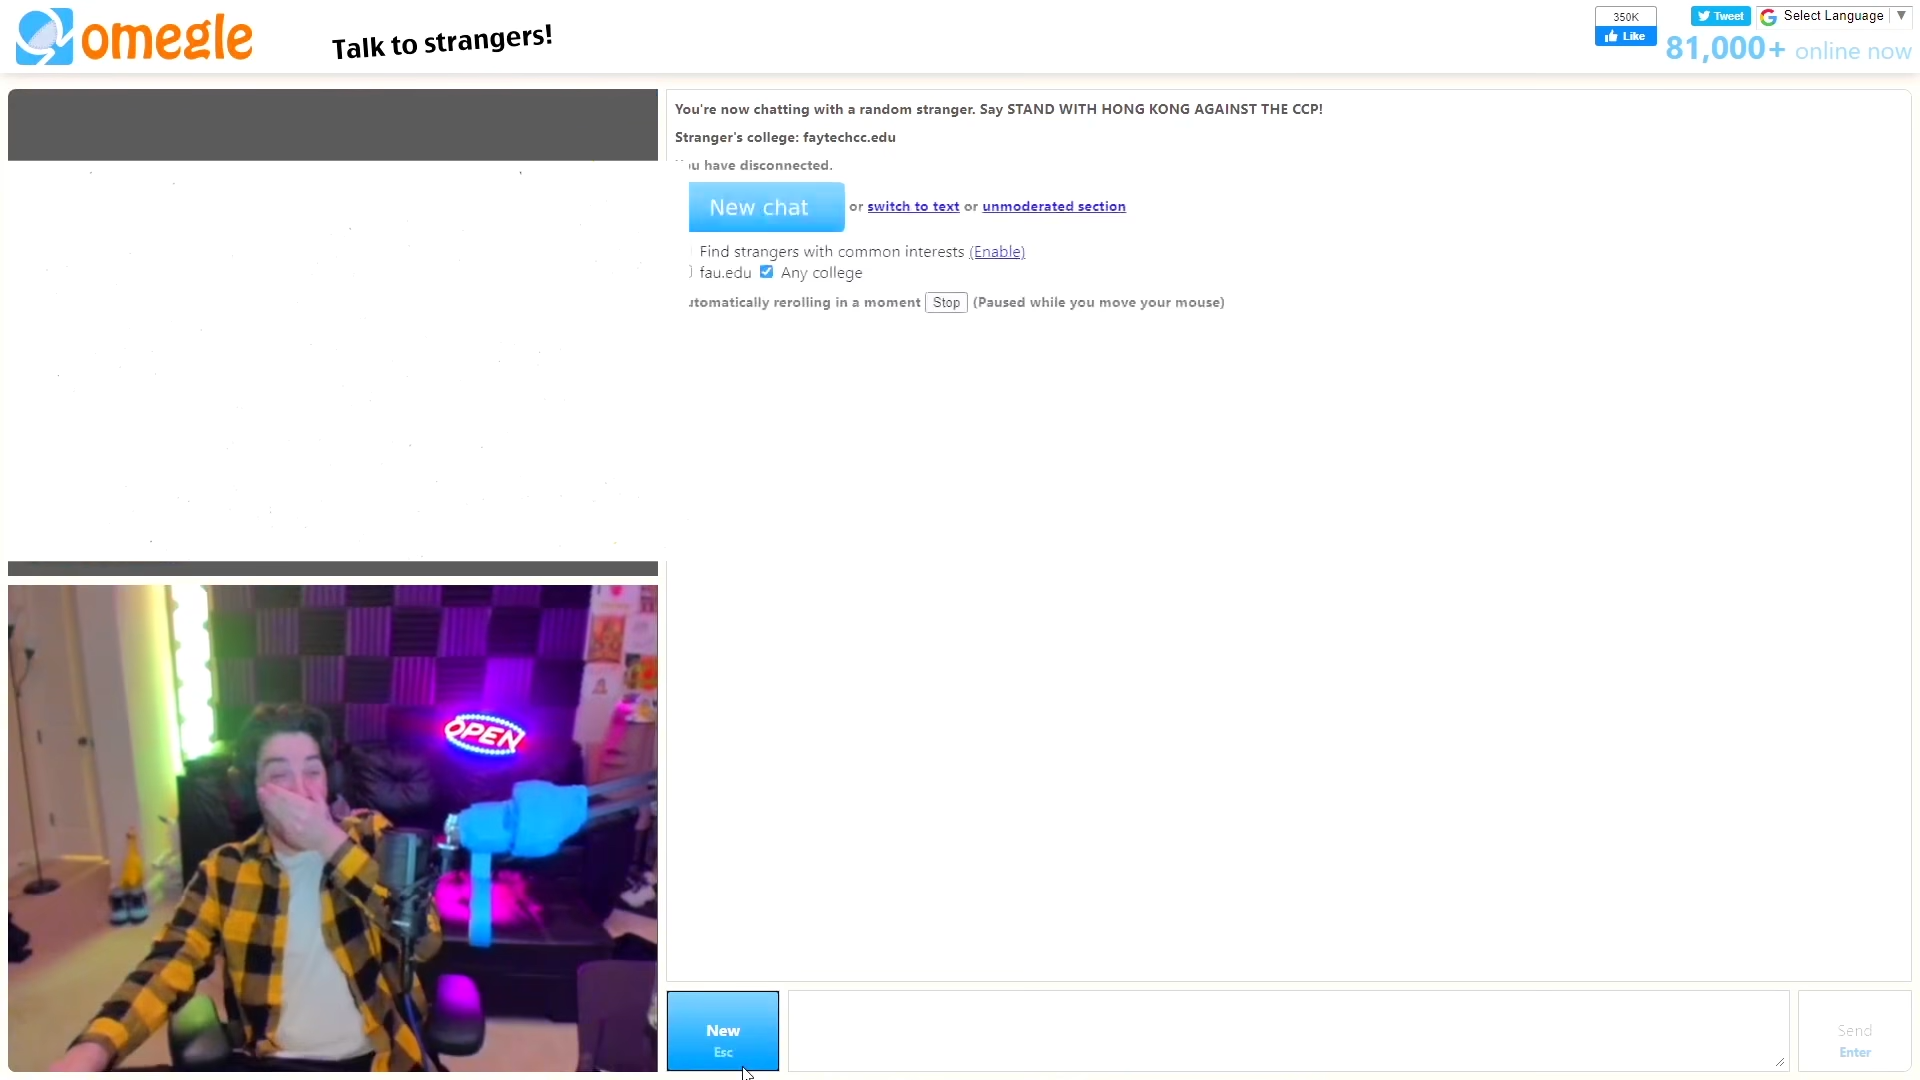 omegle
Talk to strangers!
350K
Like
Tweet
Select Language
81,000+ online now
You're now chatting with a random stranger. Say STAND WITH HONG KONG AGAINST THE CCP!
Stranger's college: faytechcc.edu
have disconnected.
New chat or switch to text or unmoderated section
Find strangers with common interests (Enable)
fau.edu Any college
utomatically rerolling in a moment Stop (Paused while you move your mouse)
OPEN
New
Esc
Send
Enter